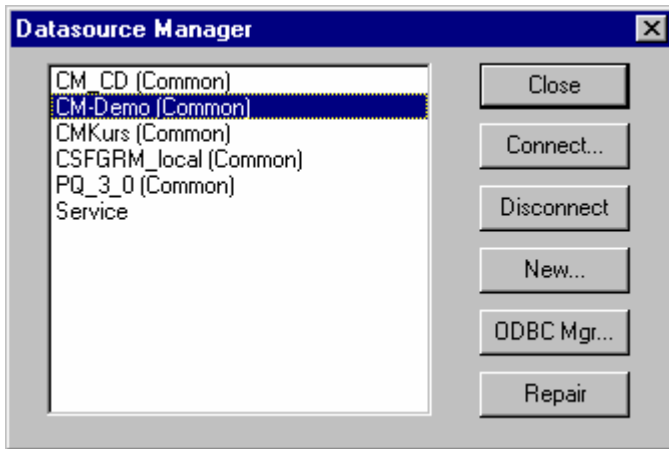 Datasource Manager
CM_CD (Common)
CM-Demo (Common)
CMKurs (Common)
CSFGRM_local (Common)
PQ_3_0 (Common)
Service
Close
Connect...
Disconnect
New...
ODBC Mgr...
Repair